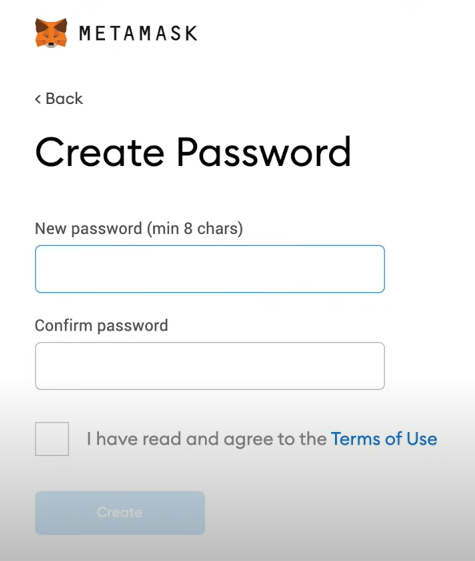 METAMASK
< Back
Create Password
New password (min 8 chars)
Confirm password
I have read and agree to the Terms of Use
Create